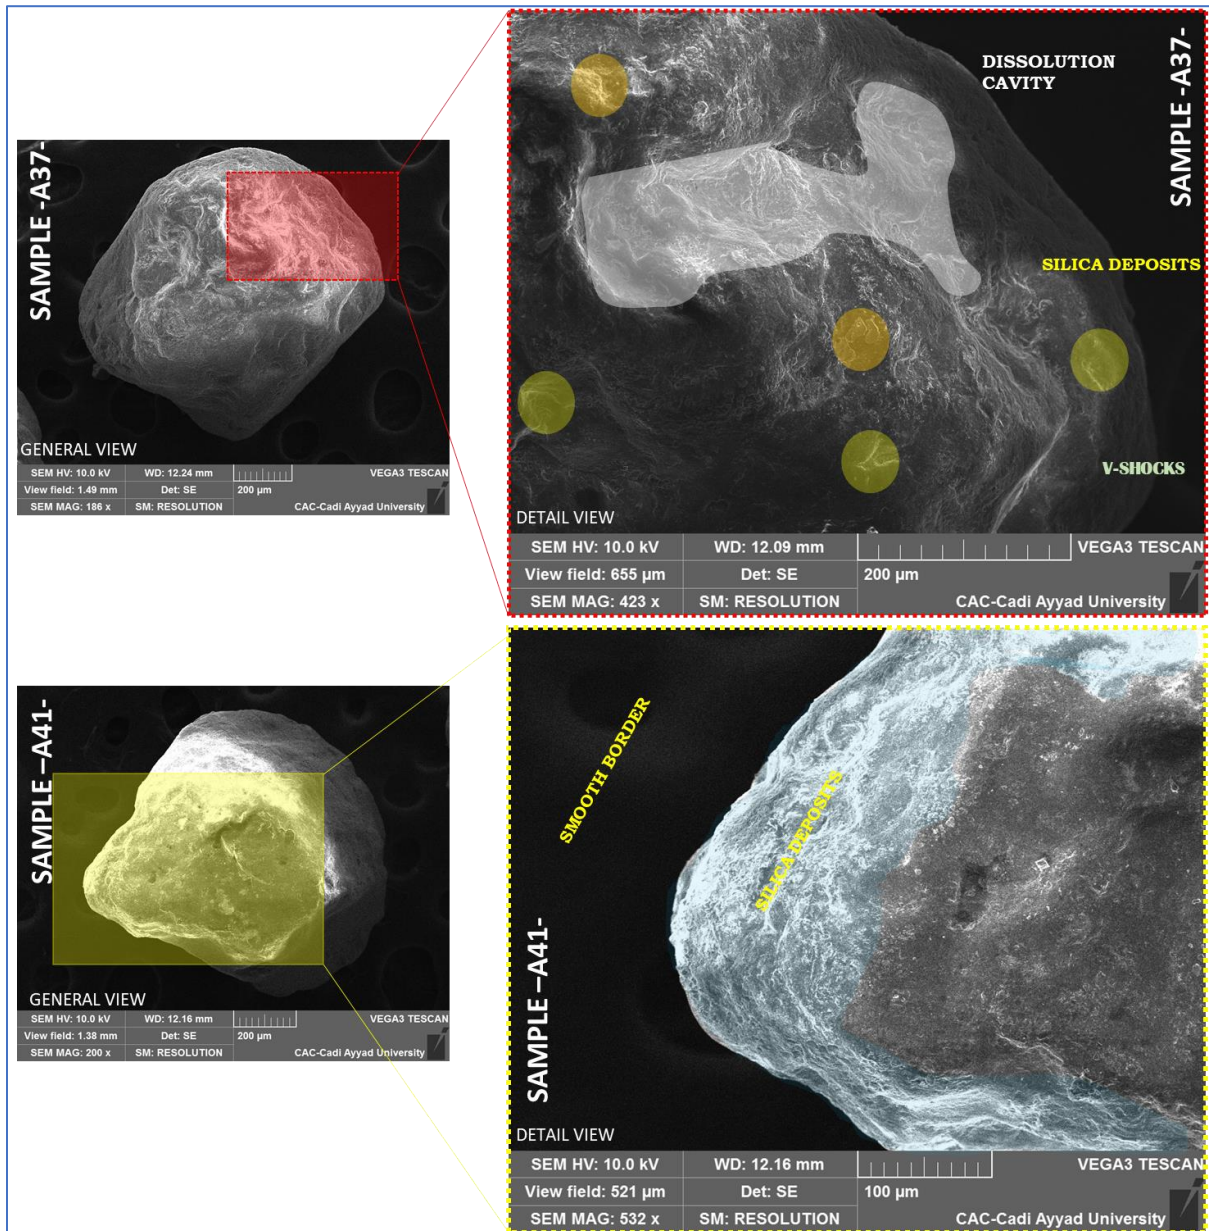 SAMPLE -A37-
GENERAL VIEW
SEM HV: 10.0 kV WD: 12.24 mm VEGA3 TESCAN
View field: 1.49 mm Det: SE 200 µm
SEM MAG: 186 x SM: RESOLUTION CAC-Cadi Ayyad University
DISSOLUTION
CAVITY
SAMPLE -A37-
SILICA DEPOSITS
V-SHOCKS
DETAIL VIEW
SEM HV: 10.0 kV WD: 12.09 mm VEGA3 TESCAN
View field: 655 µm Det: SE 200 µm
SEM MAG: 423 x SM: RESOLUTION CAC-Cadi Ayyad University
SAMPLE –A41-
GENERAL VIEW
SEM HV: 10.0 kV WD: 12.16 mm VEGA3 TESCAN
View field: 1.38 mm Det: SE 200 µm
SEM MAG: 200 x SM: RESOLUTION CAC-Cadi Ayyad University
SMOOTH BORDER
SILICA DEPOSITS
SAMPLE –A41-
DETAIL VIEW
SEM HV: 10.0 kV WD: 12.16 mm VEGA3 TESCAN
View field: 521 µm Det: SE 100 µm
SEM MAG: 532 x SM: RESOLUTION CAC-Cadi Ayyad University